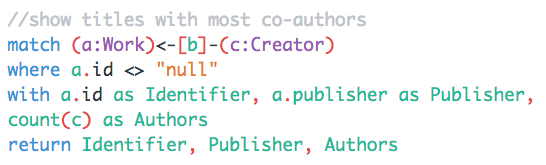 //show titles with most co-authors
match (a:Work)<-[b]-(c:Creator)
where a.id <> "null"
with a.id as Identifier, a.publisher as Publisher,
count(c) as Authors
return Identifier, Publisher, Authors